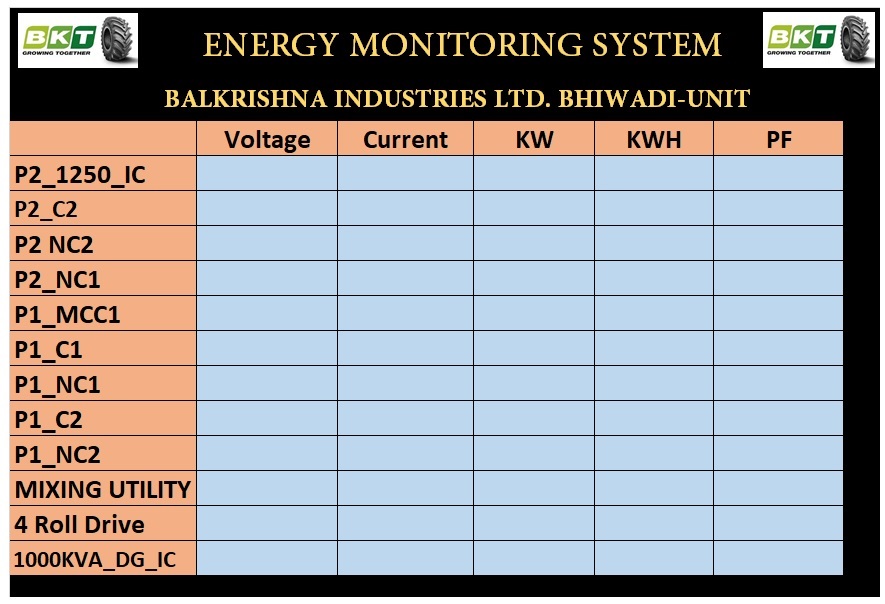 BKT
GROWING TOGETHER
ENERGY MONITORING SYSTEM
BKT
GROWING TOGETHER
BALKRISHNA INDUSTRIES LTD. BHIWADI-UNIT
Voltage Current KW KWH PF
P2_1250_IC
P2_C2
P2 NC2
P2_NC1
P1_MCC1
P1_C1
P1_NC1
P1_C2
P1_NC2
MIXING UTILITY
4 Roll Drive
1000KVA_DG_IC